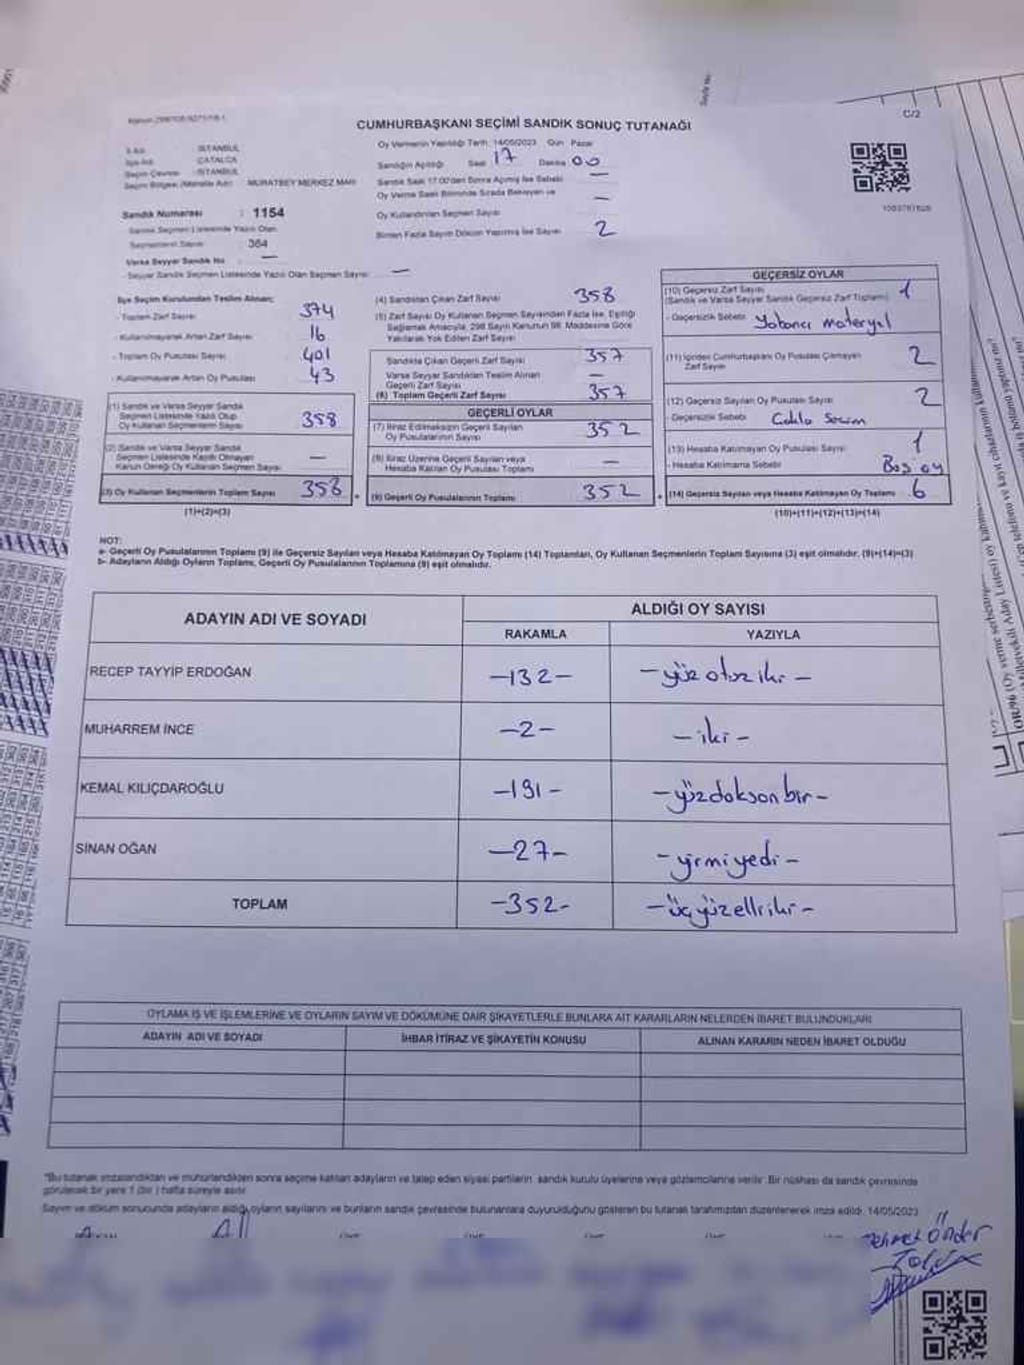 C/2
CUMHURBAŞKANI SEÇİMİ SANDIK SONUÇ TUTANAĞI
İli Adı : İSTANBUL
İlçe Adı : ÇATALCA
Seçim Çevresi : İSTANBUL
Seçim Bölgesi (Mahalle Adı) : MURATBEY MERKEZ MAH
Sandık Numarası : 1154
Sandık Seçmen Listesinde Yazılı Olan
Seçmenlerin Sayısı : 364
Varsa Seyyar Sandık No : —
Seyyar Sandık Seçmen Listesinde Yazılı Olan Seçmen Sayısı —
Oy Vermenin Yapıldığı Tarih: 14/05/2023 Gün Pazar
Sandığın Açıldığı Saat 17 Dakika 00
Sandık Saat 17:00'den Sonra Açılmış İse Sebebi —
Oy Verme Saati Bitiminde Sırada Bekleyen ve —
Oy Kullandırılan Seçmen Sayısı
Birden Fazla Sayım Döküm Yapılmış İse Sayısı 2
İlçe Seçim Kurulundan Teslim Alınan;
- Toplam Zarf Sayısı 374
- Kullanılmayarak Artan Zarf Sayısı 16
- Toplam Oy Pusulası Sayısı 401
- Kullanılmayarak Artan Oy Pusulası 43
(1) Sandık ve Varsa Seyyar Sandık
Seçmen Listesinde Yazılı Olup
Oy Kullanan Seçmenlerin Sayısı 358
(2) Sandık ve Varsa Seyyar Sandık
Seçmen Listesinde Kayıtlı Olmayan
Kanun Gereği Oy Kullanan Seçmen Sayısı —
(3) Oy Kullanan Seçmenlerin Toplam Sayısı 358
(1)+(2)=(3)
(4) Sandıktan Çıkan Zarf Sayısı 358
(5) Zarf Sayısı Oy Kullanan Seçmen Sayısından Fazla İse, Eşitliği
Sağlamak Amacıyla, 298 Sayılı Kanunun 98. Maddesine Göre
Yakılarak Yok Edilen Zarf Sayısı
Sandıkta Çıkan Geçerli Zarf Sayısı 357
Varsa Seyyar Sandıktan Teslim Alınan
Geçerli Zarf Sayısı —
(6) Toplam Geçerli Zarf Sayısı 357
GEÇERLİ OYLAR
(7) İtiraz Edilmeksizin Geçerli Sayılan
Oy Pusulalarının Sayısı 352
(8) İtiraz Üzerine Geçerli Sayılan veya
Hesaba Katılan Oy Pusulası Toplamı —
(9) Geçerli Oy Pusulalarının Toplamı 352
GEÇERSİZ OYLAR
(10) Geçersiz Zarf Sayısı 1
(Sandık ve Varsa Seyyar Sandık Geçersiz Zarf Toplamı)
- Geçersizlik Sebebi Yabancı materyal
(11) İçinden Cumhurbaşkanı Oy Pusulası Çıkmayan
Zarf Sayısı 2
(12) Geçersiz Sayılan Oy Pusulası Sayısı 2
Geçersizlik Sebebi
(13) Hesaba Katılmayan Oy Pusulası Sayısı 1
- Hesaba Katılmama Sebebi Boş oy
(14) Geçersiz Sayılan veya Hesaba Katılmayan Oy Toplamı 6
(10)+(11)+(12)+(13)=(14)
NOT:
a- Geçerli Oy Pusulalarının Toplamı (9) ile Geçersiz Sayılan veya Hesaba Katılmayan Oy Toplamı (14) Toplamları, Oy Kullanan Seçmenlerin Toplam Sayısına (3) eşit olmalıdır. (9)+(14)=(3)
b- Adayların Aldığı Oyların Toplamı, Geçerli Oy Pusulalarının Toplamına (9) eşit olmalıdır.
ADAYIN ADI VE SOYADI
ALDIĞI OY SAYISI
RAKAMLA YAZIYLA
RECEP TAYYİP ERDOĞAN -132- -yüz otuz iki-
MUHARREM İNCE -2- -iki-
KEMAL KILIÇDAROĞLU -191- -yüzdoksan bir-
SİNAN OĞAN -27- -yirmiyedi-
TOPLAM -352- -üçyüzelliiki-
OYLAMA İŞ VE İŞLEMLERİNE VE OYLARIN SAYIM VE DÖKÜMÜNE DAİR ŞİKAYETLERLE BUNLARA AİT KARARLARIN NELERDEN İBARET BULUNDUKLARI
ADAYIN ADI VE SOYADI İHBAR İTİRAZ VE ŞİKAYETİN KONUSU ALINAN KARARIN NEDEN İBARET OLDUĞU
*Bu tutanak imzalandıktan ve mühürlendikten sonra seçime katılan adayların ve talep eden siyasi partilerin sandık kurulu üyelerine veya gözlemcilerine verilir. Bir nüshası da sandık çevresinde
görülecek bir yere 1 (bir) hafta süreyle asılır.
Sayım ve döküm sonucunda adayların aldığı oyların sayılarını ve bunların sandık çevresinde bulunanlara duyurulduğunu gösteren bu tutanak tarafımızdan düzenlenerek imza edildi. 14/05/2023
Mehmet Önder